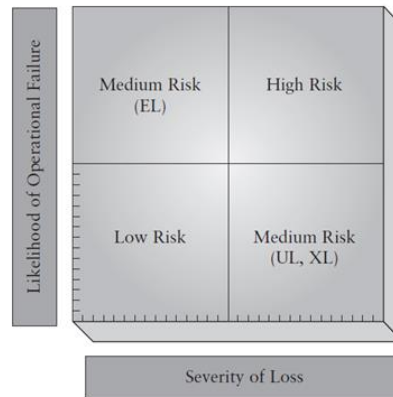 Likelihood of Operational Failure
Medium Risk
(EL)
High Risk
Low Risk
Medium Risk
(UL, XL)
Severity of Loss